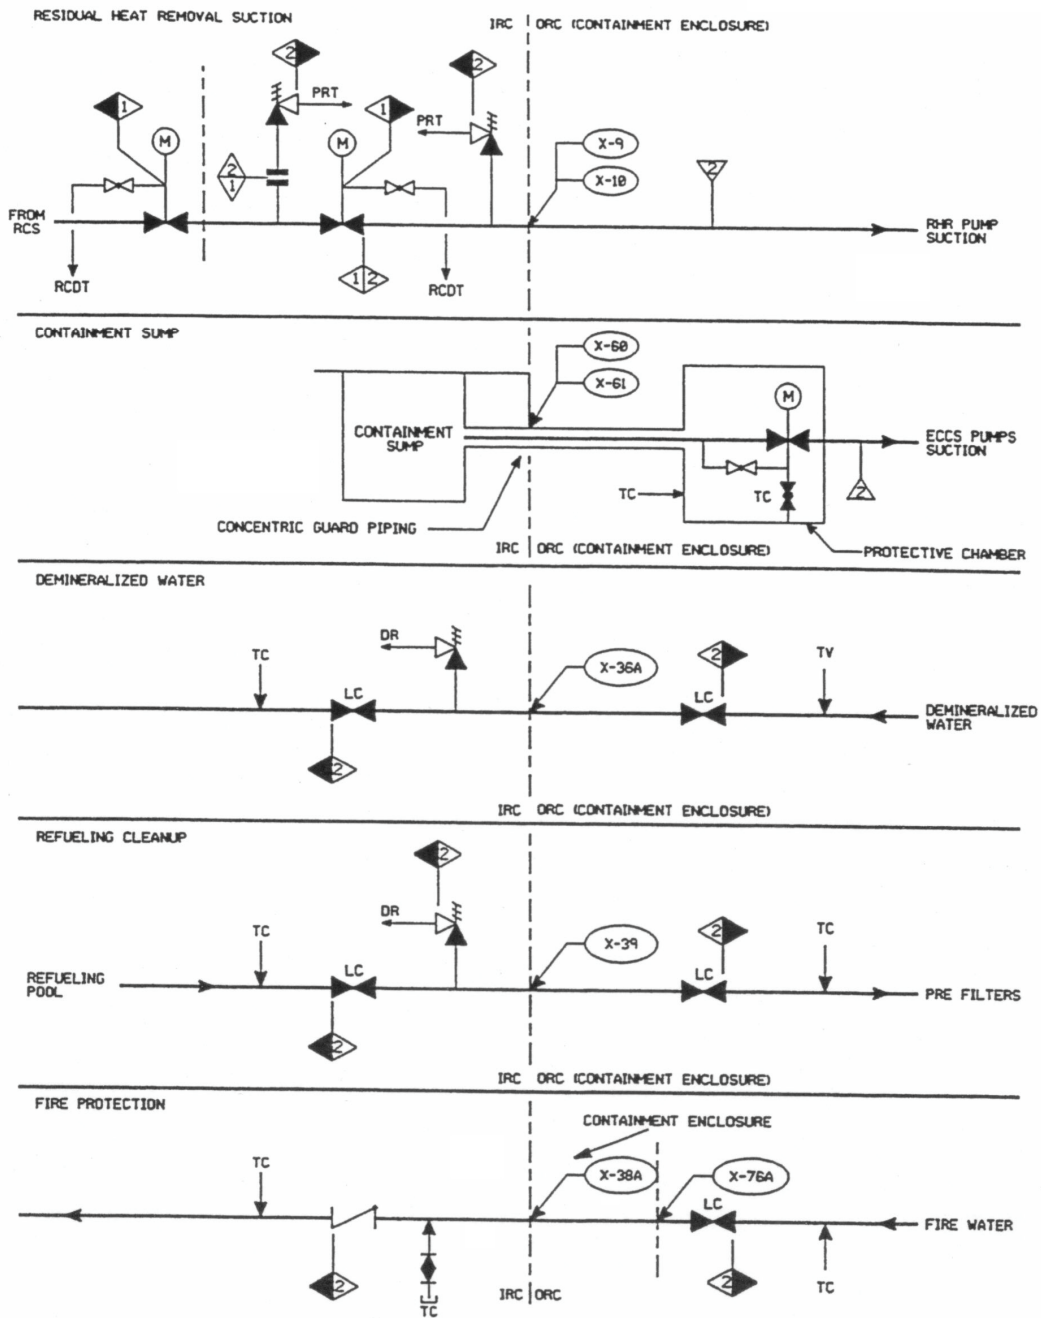 RESIDUAL HEAT REMOVAL SUCTION
IRC ORC (CONTAINMENT ENCLOSURE)
2
2
PRT
1
1
PRT
M
M
X-9
2
1
2
X-10
FROM
RCS
RHR PUMP
SUCTION
RCDT
1 2
RCDT
CONTAINMENT SUMP
X-60
X-61
M
CONTAINMENT
SUMP
ECCS PUMPS
SUCTION
TC
TC
2
CONCENTRIC GUARD PIPING
IRC ORC (CONTAINMENT ENCLOSURE)
PROTECTIVE CHAMBER
DEMINERALIZED WATER
DR
TC
X-36A
2
TV
LC
LC
DEMINERALIZED
WATER
2
IRC ORC (CONTAINMENT ENCLOSURE)
REFUELING CLEANUP
2
DR
TC
X-39
2
TC
LC
LC
REFUELING
POOL
PRE FILTERS
2
IRC ORC (CONTAINMENT ENCLOSURE)
FIRE PROTECTION
CONTAINMENT ENCLOSURE
TC
X-38A
X-76A
LC
FIRE WATER
2
2
TC
IRC ORC
TC